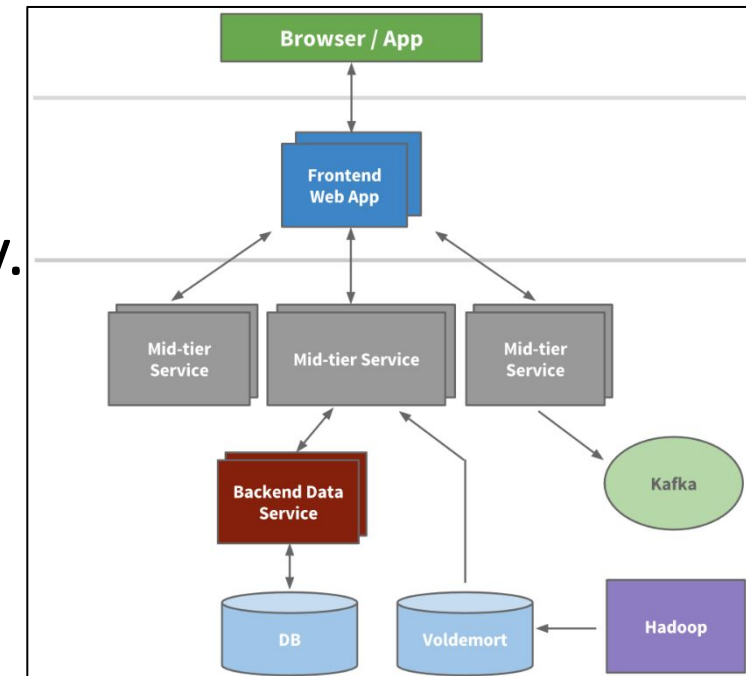 Browser / App
Frontend
Web App
y.
Mid-tier
Service
Mid-tier Service
Mid-tier
Service
Backend Data
Service
Kafka
DB
Voldemort
Hadoop